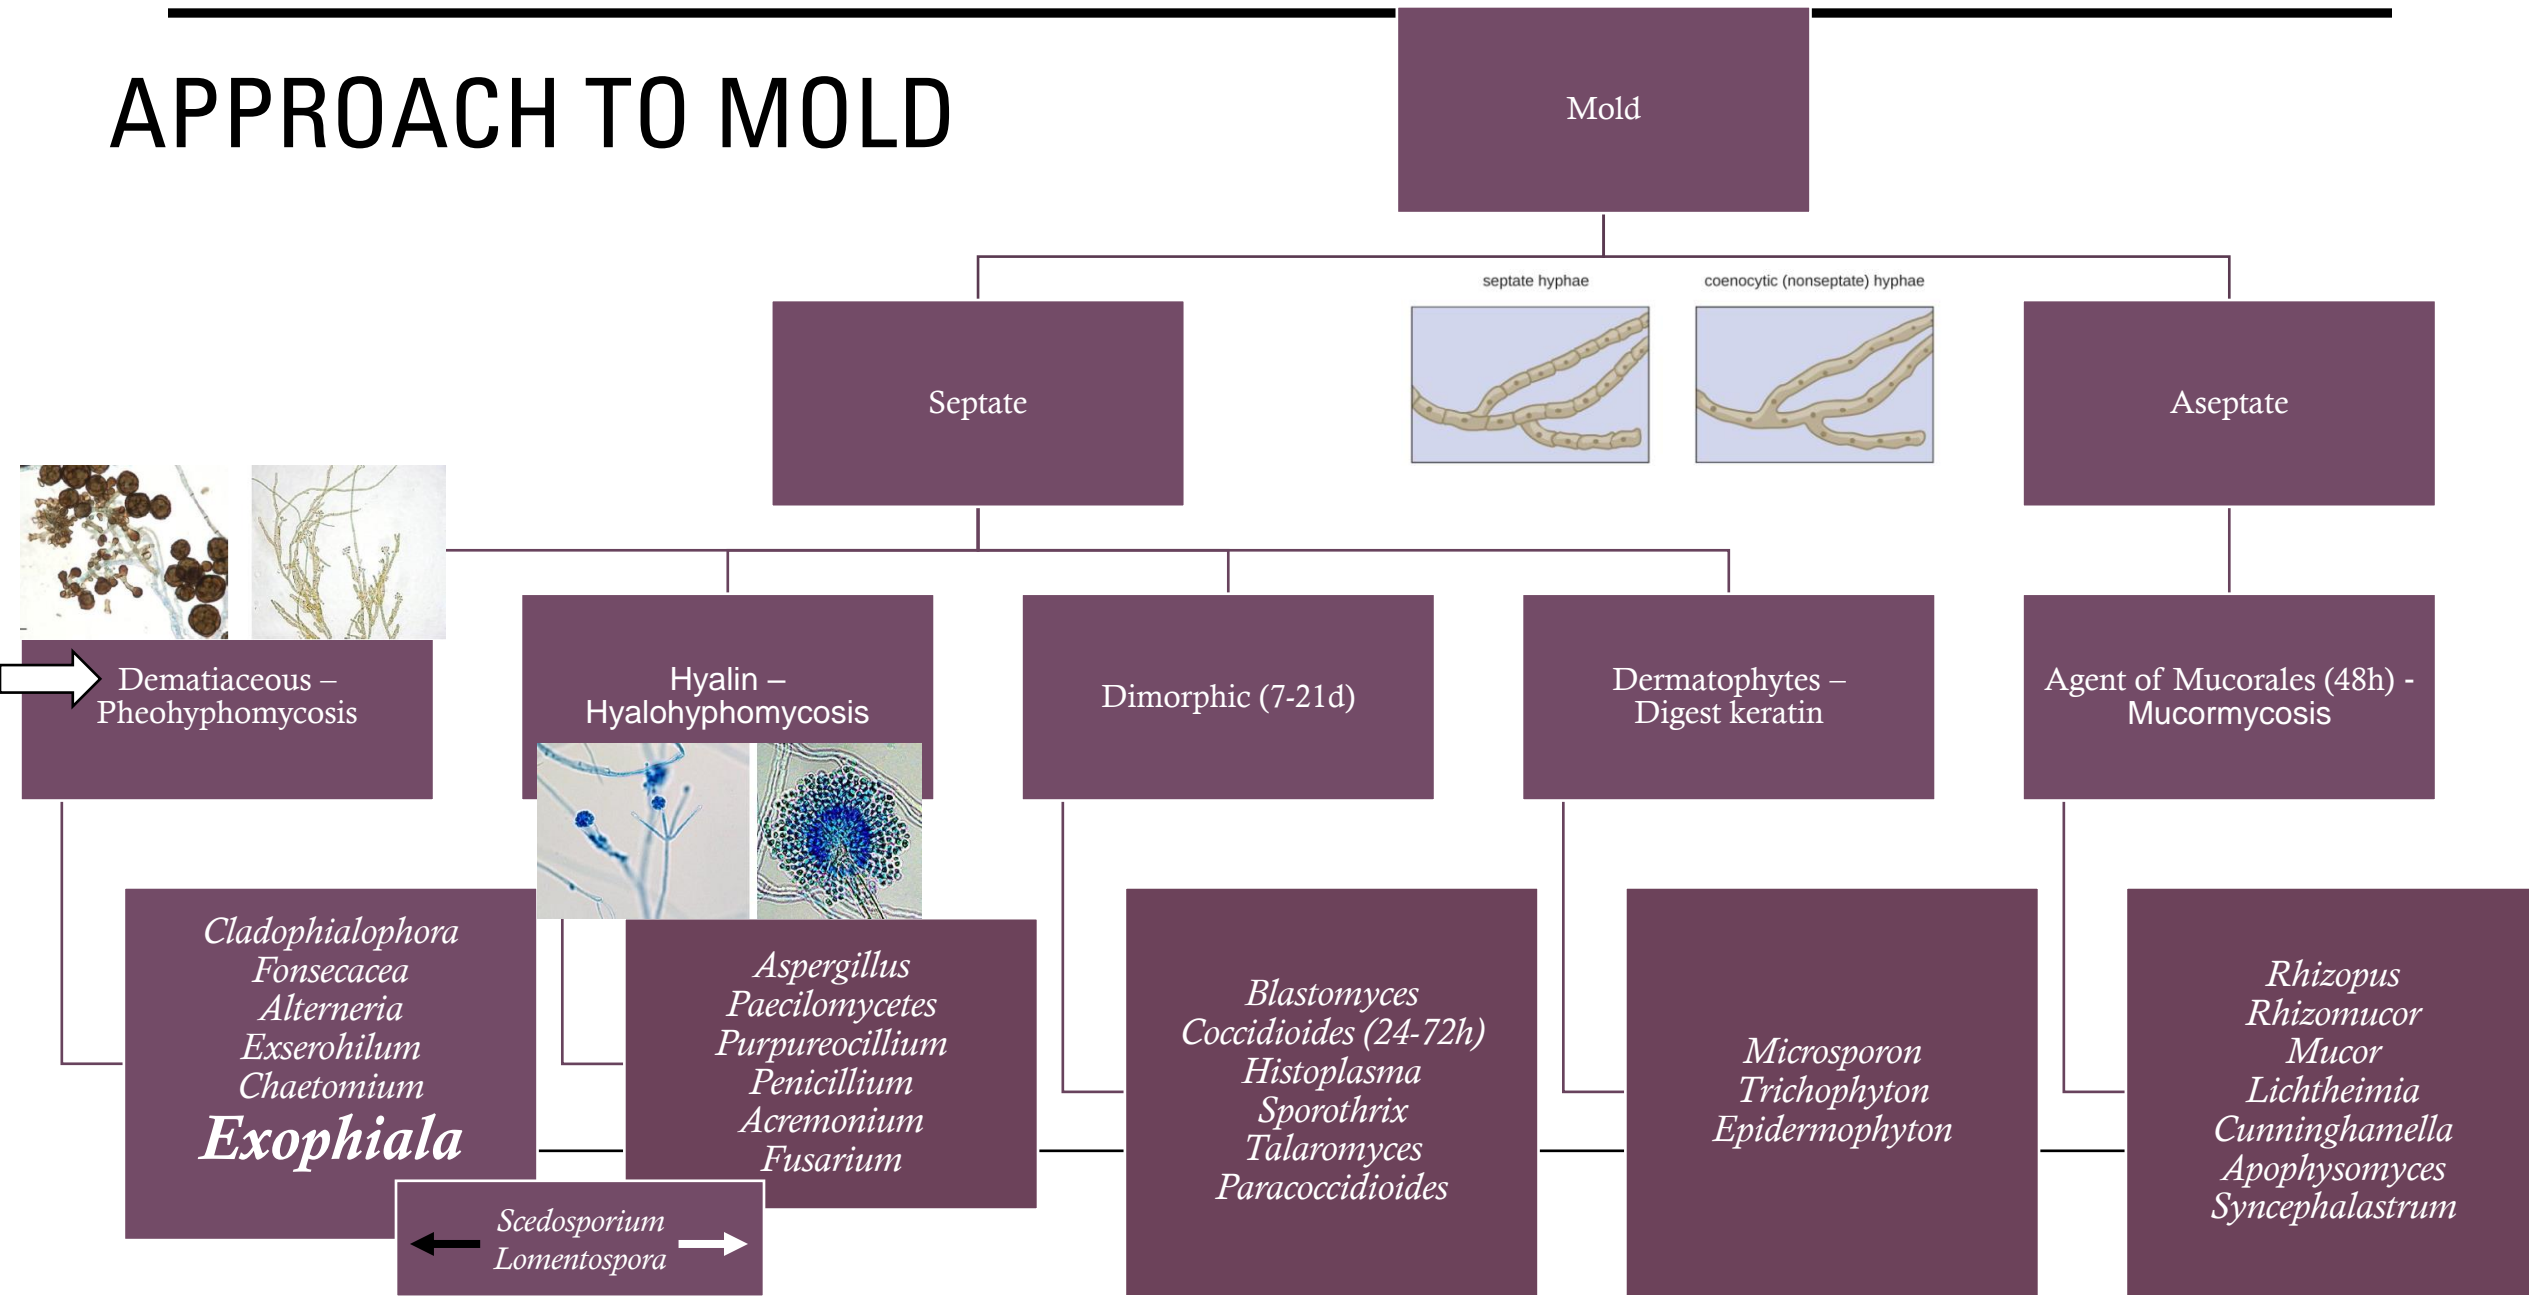 APPROACH TO MOLD
Mold
septate hyphae
coenocytic (nonseptate) hyphae
Septate
Aseptate
Dematiaceous –
Pheohyphomycosis
Hyalin –
Hyalohyphomycosis
Dimorphic (7-21d)
Dermatophytes –
Digest keratin
Agent of Mucorales (48h) -
Mucormycosis
Cladophialophora
Fonsecacea
Alterneria
Exserohilum
Chaetomium
Exophiala
Aspergillus
Paecilomycetes
Purpureocillium
Penicillium
Acremonium
Fusarium
Scedosporium
Lomentospora
Blastomyces
Coccidioides (24-72h)
Histoplasma
Sporothrix
Talaromyces
Paracoccidioides
Microsporon
Trichophyton
Epidermophyton
Rhizopus
Rhizomucor
Mucor
Lichtheimia
Cunninghamella
Apophysomyces
Syncephalastrum